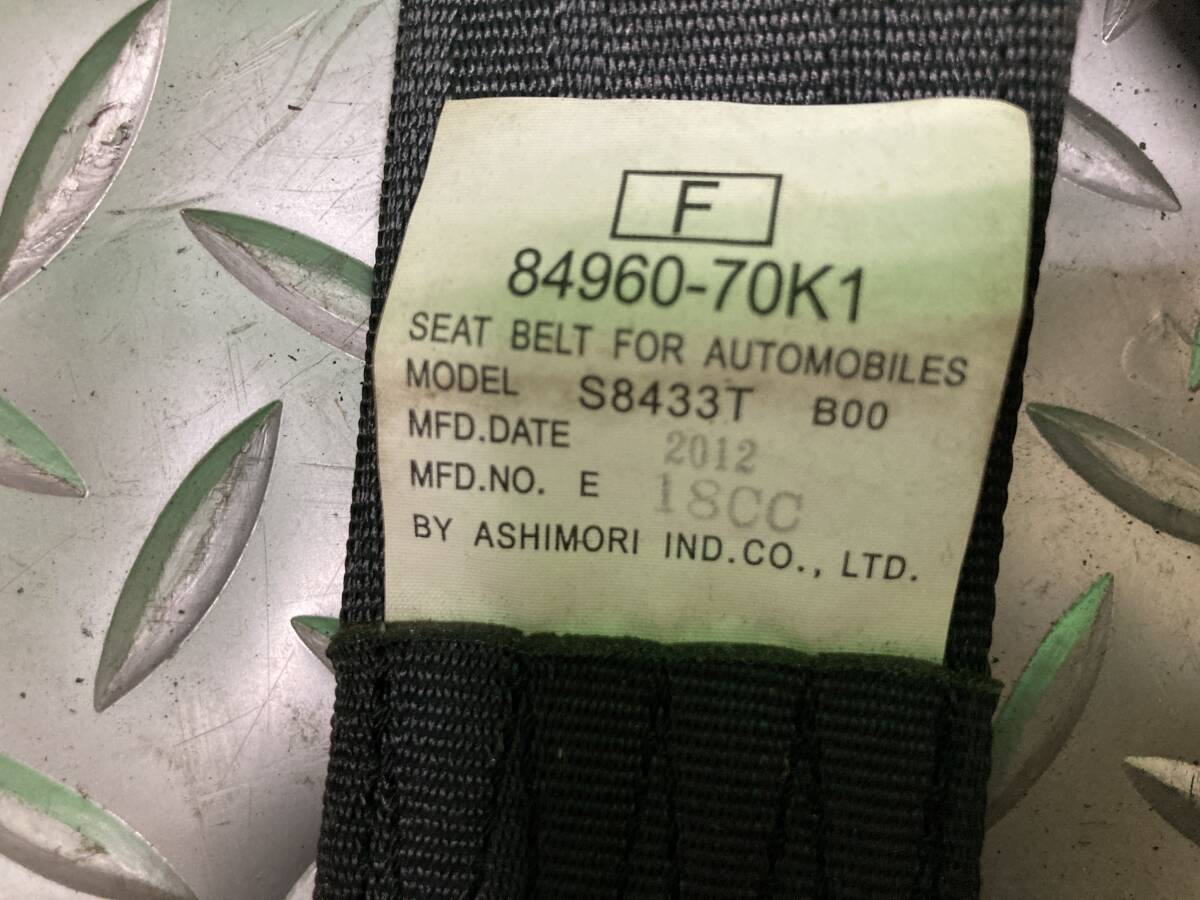 F
84960-70K1
SEAT BELT FOR AUTOMOBILES
MODEL S8433T B00
MFD.DATE 2012
MFD.NO. E 18CC
BY ASHIMORI IND.CO., LTD.